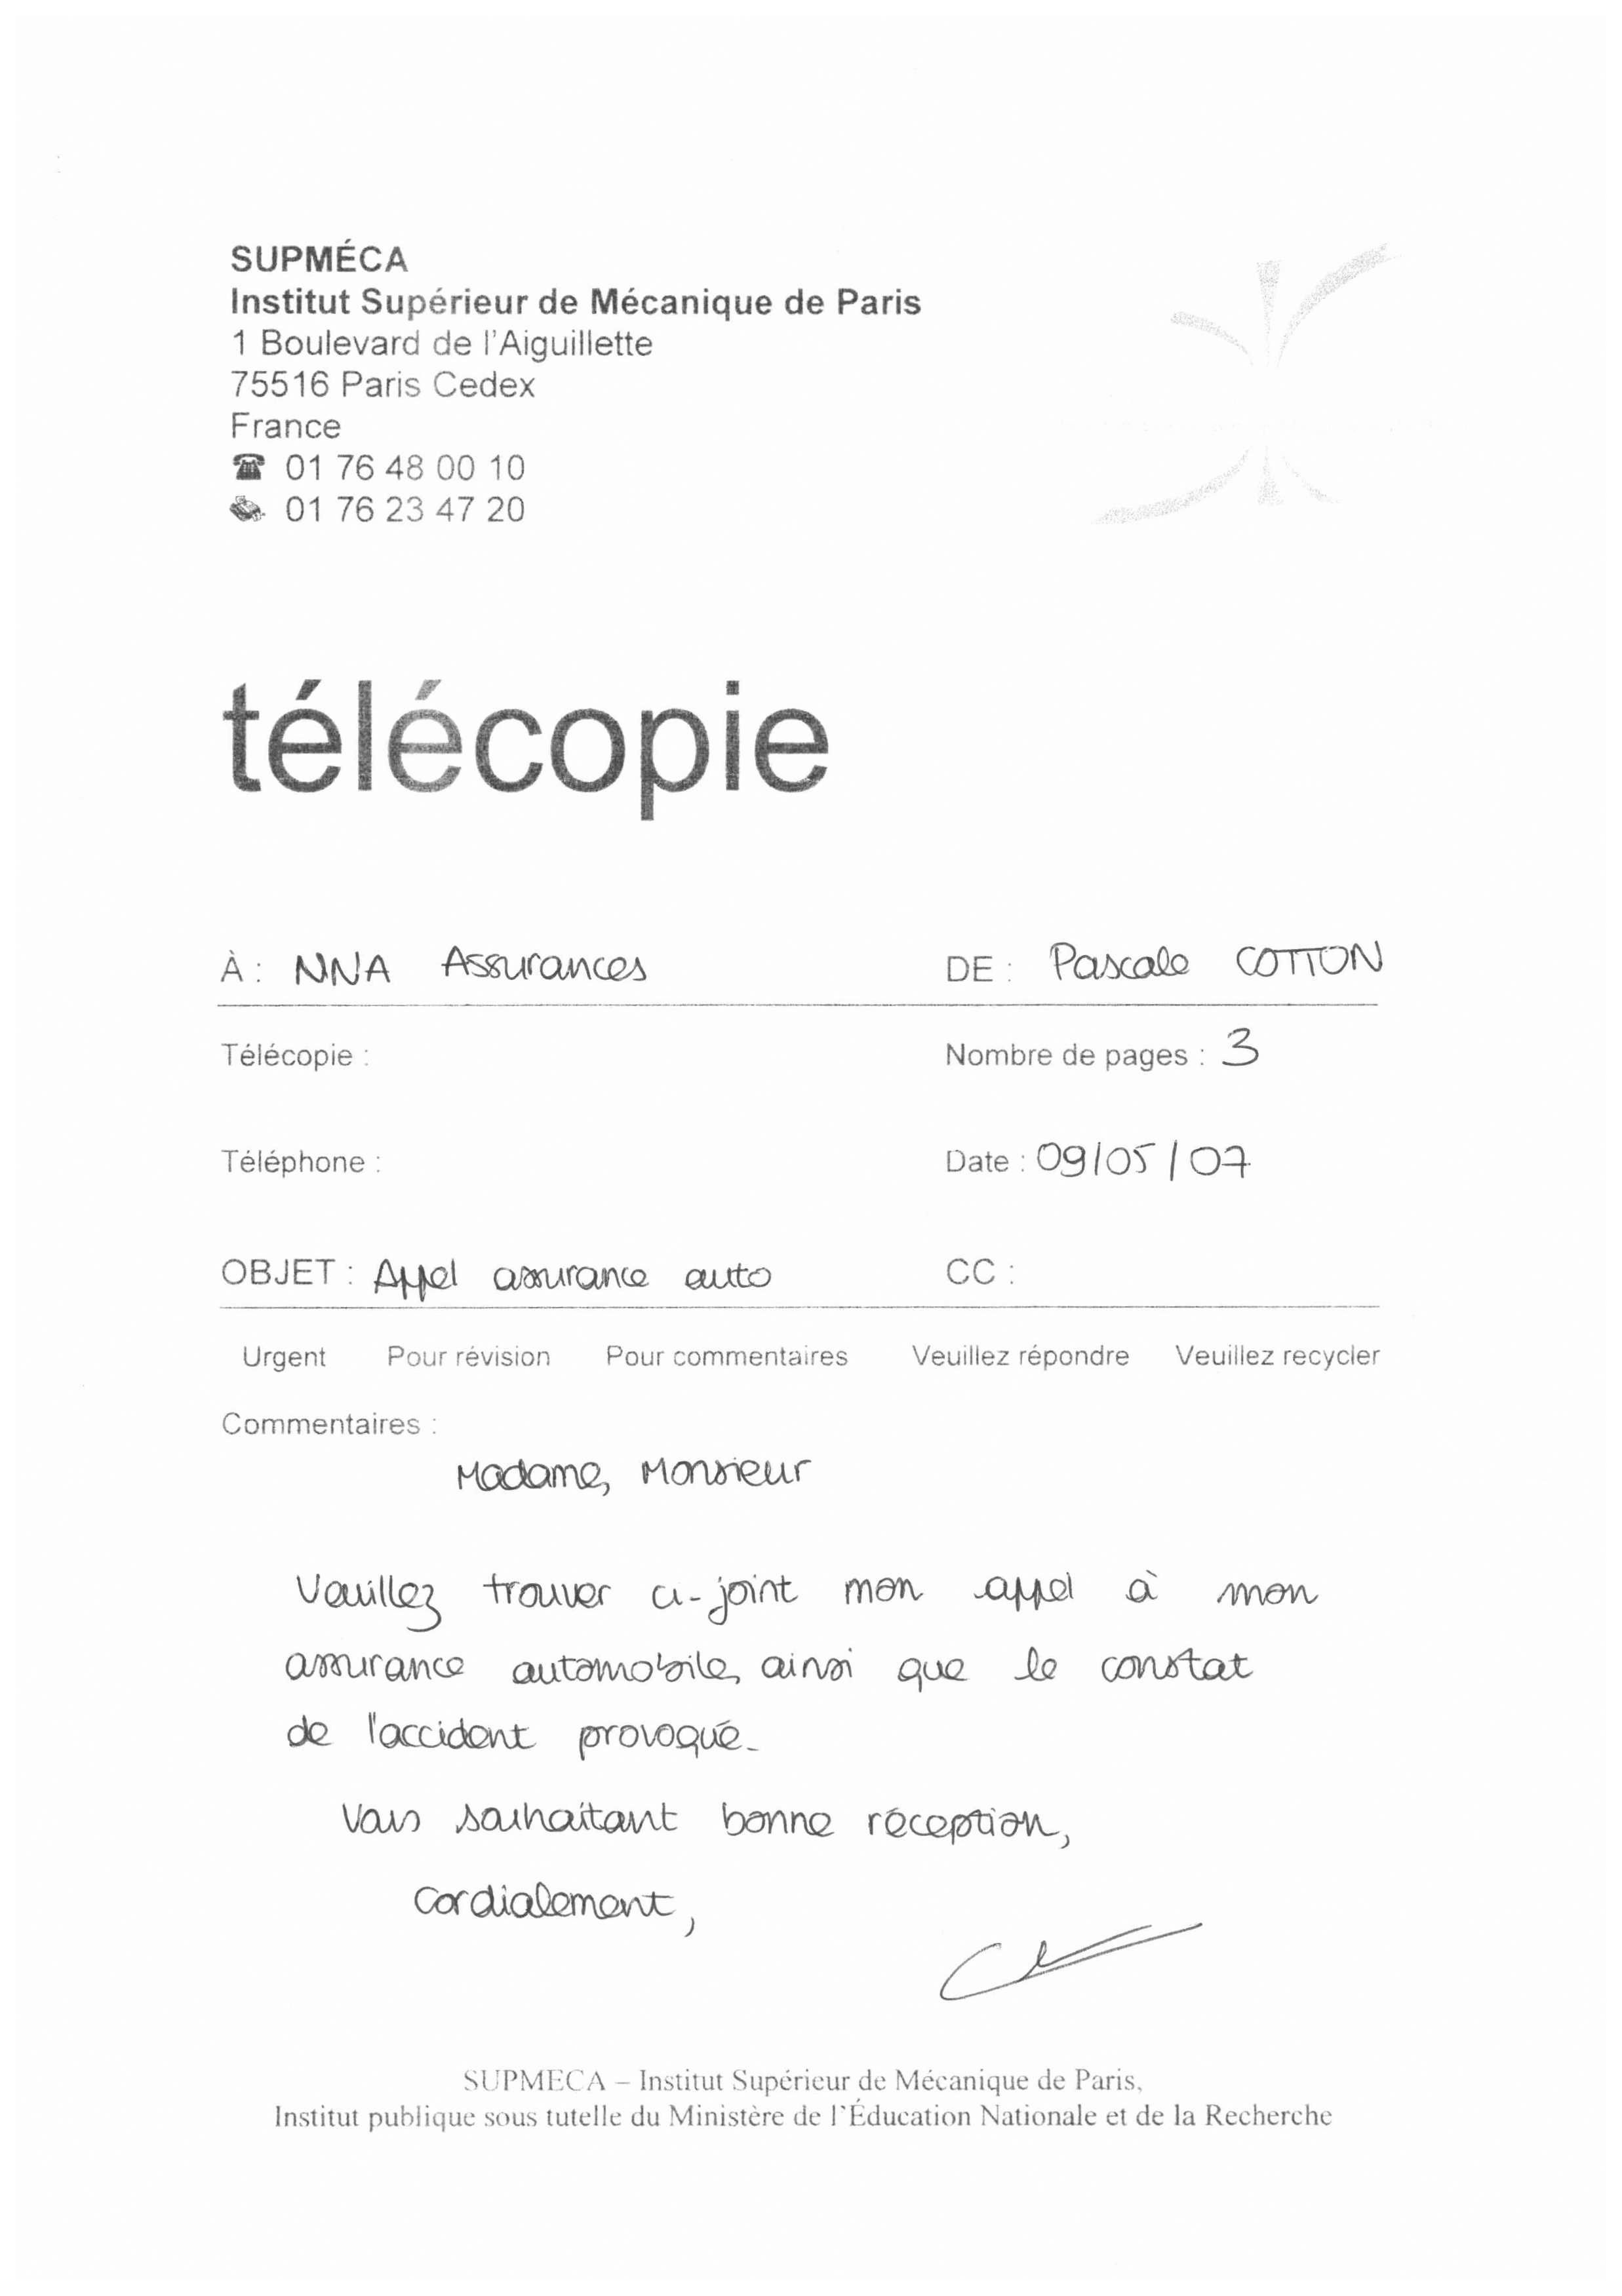 SUPMÉCA
Institut Supérieur de Mécanique de Paris
1 Boulevard de l'Aiguillette
75516 Paris Cedex
France
☎ 01 76 48 00 10
01 76 23 47 20
télécopie
À : NNA Assurances DE : Pascale COTTON
Télécopie : Nombre de pages : 3
Téléphone : Date : 09/05/07
OBJET : Appel assurance auto CC :
Urgent Pour révision Pour commentaires Veuillez répondre Veuillez recycler
Commentaires :
Madame, Monsieur
Veuillez trouver ci-joint mon appel à mon
assurance automobile, ainsi que le constat
de l'accident provoqué.
Vous souhaitant bonne réception,
Cordialement,
SUPMECA – Institut Supérieur de Mécanique de Paris,
Institut publique sous tutelle du Ministère de l'Éducation Nationale et de la Recherche